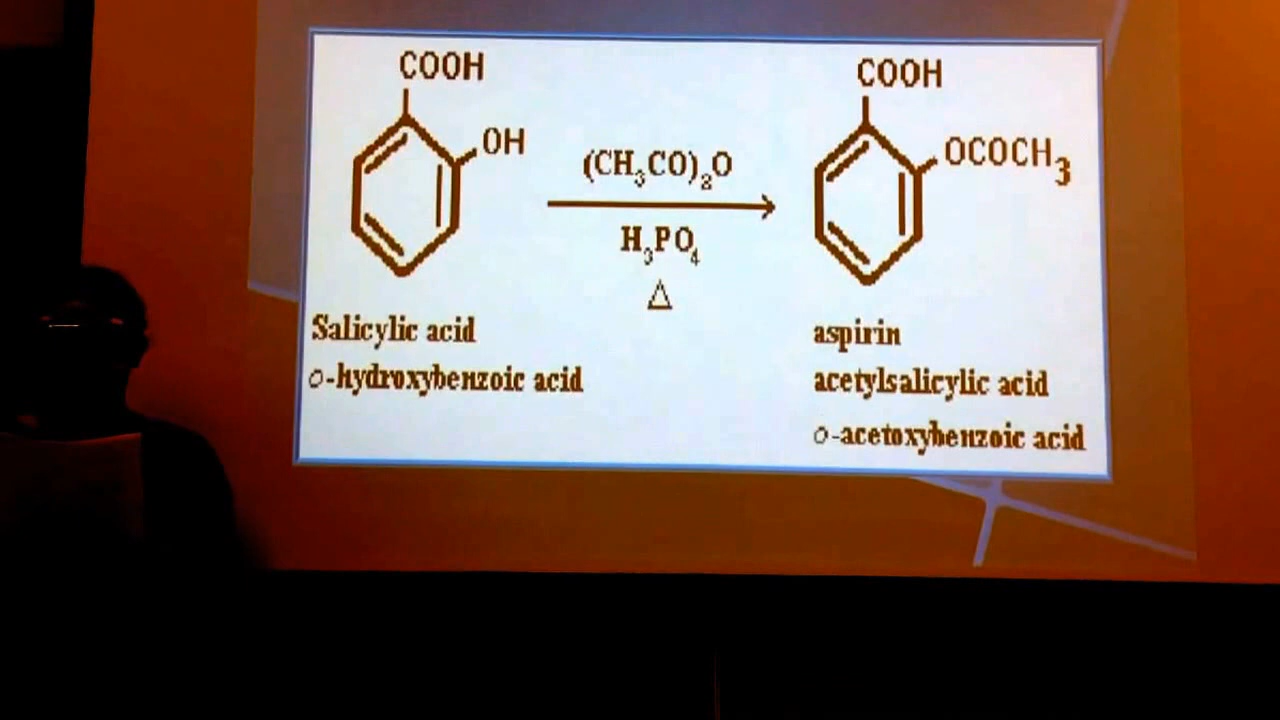 COOH
OH
(CH₃CO)₂O
H₃PO₄
Δ
Salicylic acid
o-hydroxybenzoic acid
COOH
OCOCH₃
aspirin
acetylsalicylic acid
o-acetoxybenzoic acid